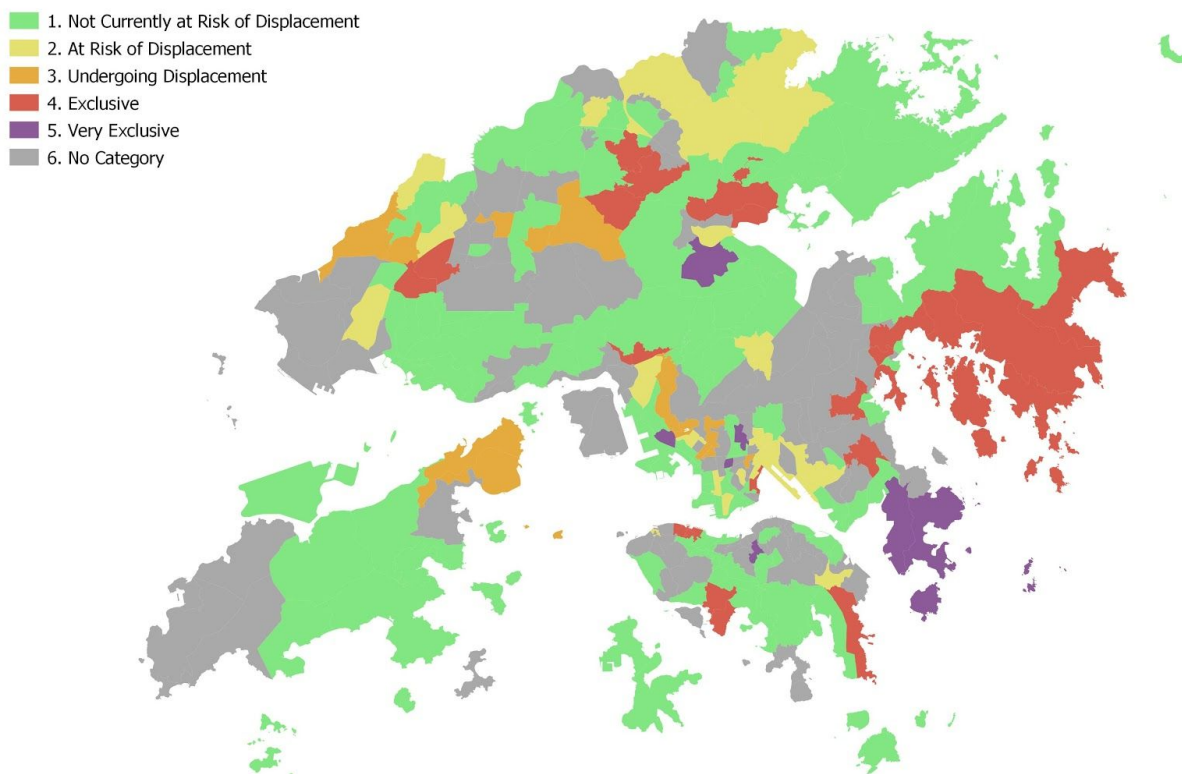 1. Not Currently at Risk of Displacement
2. At Risk of Displacement
3. Undergoing Displacement
4. Exclusive
5. Very Exclusive
6. No Category